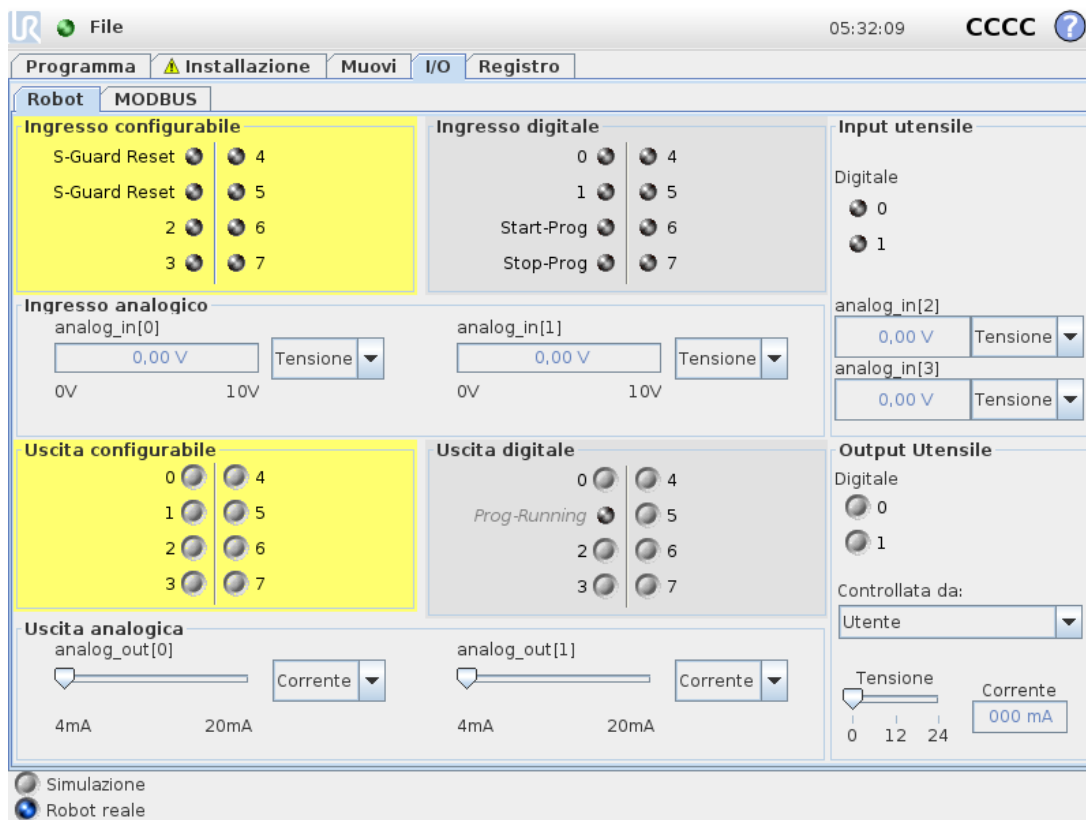 UR File 05:32:09 CCCC ?
Programma Installazione Muovi I/O Registro
Robot MODBUS
Ingresso configurabile
S-Guard Reset 4
S-Guard Reset 5
2 6
3 7
Ingresso digitale
0 4
1 5
Start-Prog 6
Stop-Prog 7
Input utensile
Digitale
0
1
Ingresso analogico
analog_in[0]
0,00 V Tensione
0V 10V
analog_in[1]
0,00 V Tensione
0V 10V
analog_in[2]
0,00 V Tensione
analog_in[3]
0,00 V Tensione
Uscita configurabile
0 4
1 5
2 6
3 7
Uscita digitale
0 4
Prog-Running 5
2 6
3 7
Output Utensile
Digitale
0
1
Controllata da:
Utente
Tensione
0 12 24
Corrente
000 mA
Uscita analogica
analog_out[0]
Corrente
4mA 20mA
analog_out[1]
Corrente
4mA 20mA
Simulazione
Robot reale